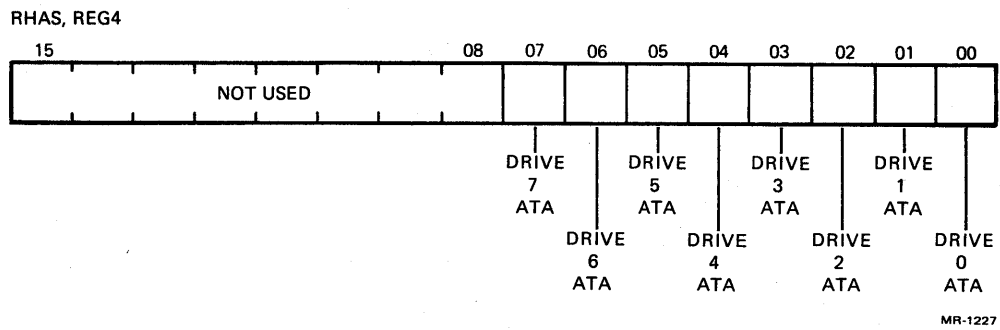 RHAS, REG4
15 08 07 06 05 04 03 02 01 00
NOT USED
DRIVE 7 ATA
DRIVE 6 ATA
DRIVE 5 ATA
DRIVE 4 ATA
DRIVE 3 ATA
DRIVE 2 ATA
DRIVE 1 ATA
DRIVE 0 ATA
MR-1227